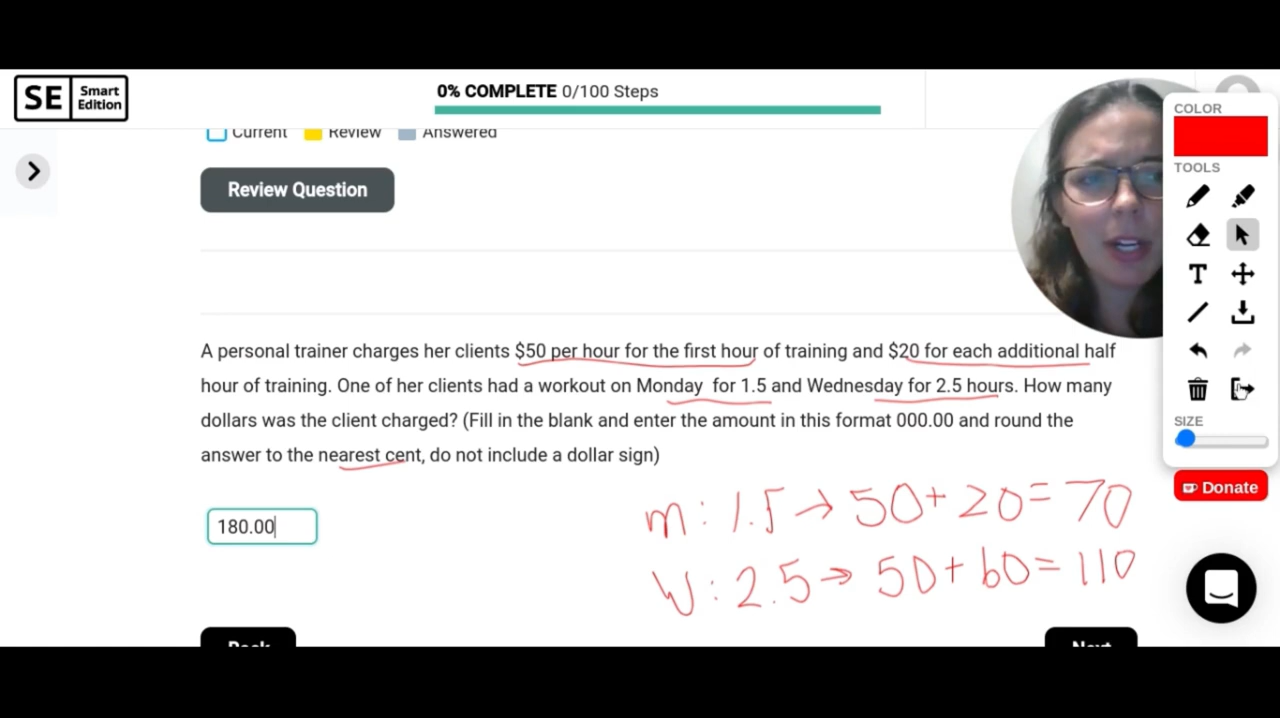 SE Smart Edition
0% COMPLETE 0/100 Steps
COLOR
Current Review Answered
TOOLS
Review Question
A personal trainer charges her clients $50 per hour for the first hour of training and $20 for each additional half
hour of training. One of her clients had a workout on Monday  for 1.5 and Wednesday for 2.5 hours. How many
dollars was the client charged? (Fill in the blank and enter the amount in this format 000.00 and round the
answer to the nearest cent, do not include a dollar sign)
SIZE
Donate
180.00
m: 1.5 → 50+20=70
W: 2.5 → 50+60=110
Back
Next